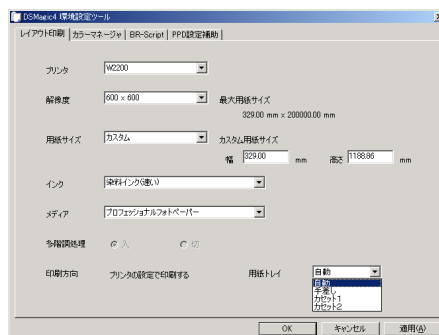 DSMagic4 環境設定ツール
レイアウト印刷 カラーマネージャ BR-Script PPD設定補助
プリンタ W2200
解像度 600 x 600 最大用紙サイズ
329.00 mm x 200000.00 mm
用紙サイズ カスタム カスタム用紙サイズ
幅 329.00 mm 高さ 1188.86 mm
インク 染料インク(速い)
メディア プロフェッショナルフォトペーパー
多階調処理 入 切
印刷方向 プリンタの設定で印刷する 用紙トレイ 自動
自動
手差し
カセット1
カセット2
OK キャンセル 適用(A)